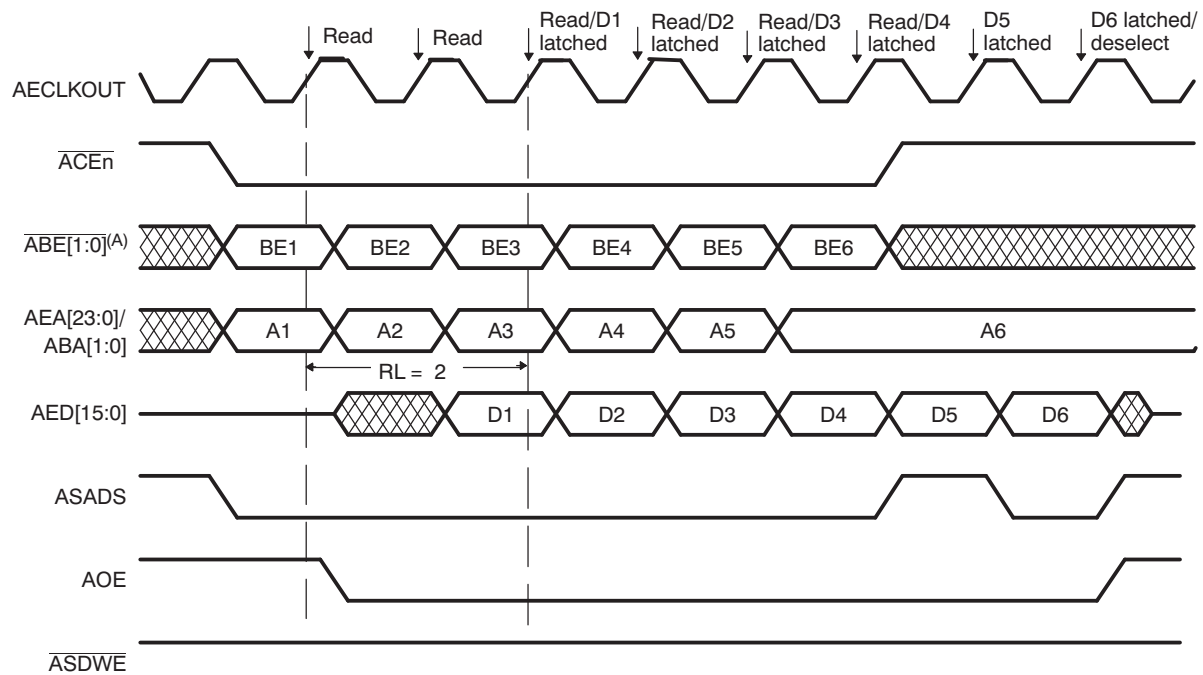 Read
Read
Read/D1
latched
Read/D2
latched
Read/D3
latched
Read/D4
latched
D5
latched
D6 latched/
deselect
AECLKOUT
ACEn
ABE[1:0](A)
BE1 BE2 BE3 BE4 BE5 BE6
AEA[23:0]/
ABA[1:0]
A1 A2 A3 A4 A5 A6
RL = 2
AED[15:0]
D1 D2 D3 D4 D5 D6
ASADS
AOE
ASDWE